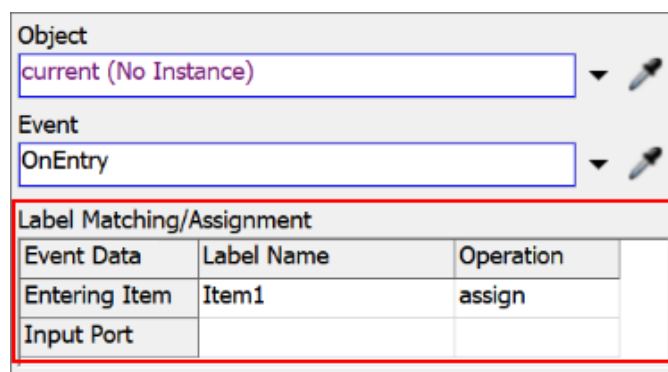 Object
current (No Instance)
Event
OnEntry
Label Matching/Assignment
Event Data Label Name Operation
Entering Item Item1 assign
Input Port